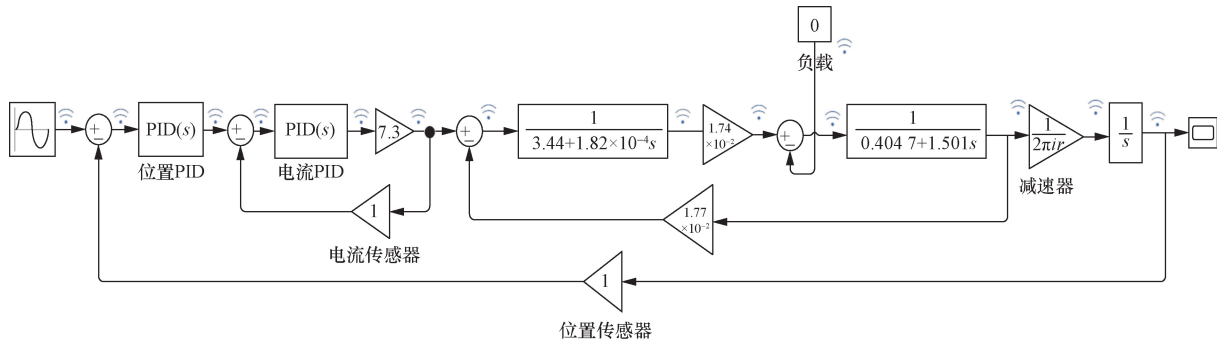 0
负载
+
−
PID(s)
位置PID
+
−
PID(s)
电流PID
7.3
+
−
1
3.44+1.82×10⁻⁴s
1.74
×10⁻²
+
−
1
0.404 7+1.501s
1
2πir
减速器
1
s
1
电流传感器
1.77
×10⁻²
1
位置传感器